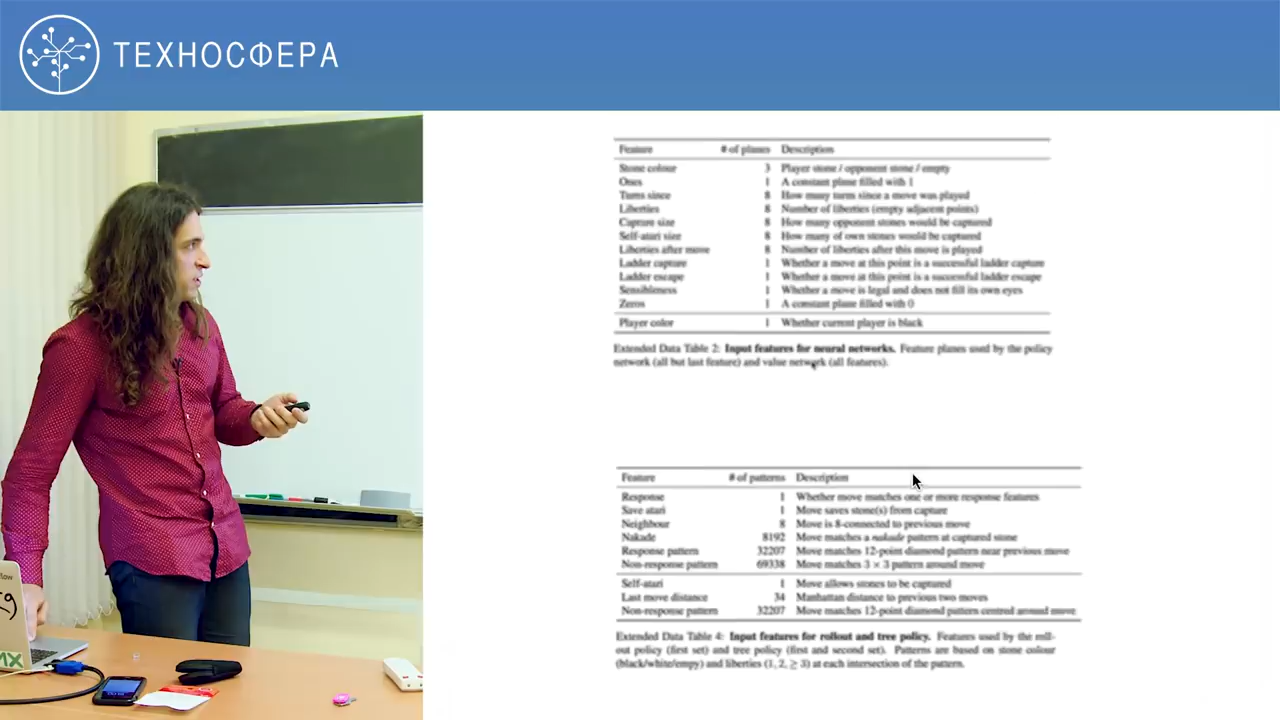 ТЕХНОСФЕРА
Feature # of planes Description
Stone colour 3 Player stone / opponent stone / empty
Ones 1 A constant plane filled with 1
Turns since 8 How many turns since a move was played
Liberties 8 Number of liberties (empty adjacent points)
Capture size 8 How many opponent stones would be captured
Self-atari size 8 How many of own stones would be captured
Liberties after move 8 Number of liberties after this move is played
Ladder capture 1 Whether a move at this point is a successful ladder capture
Ladder escape 1 Whether a move at this point is a successful ladder escape
Sensibleness 1 Whether a move is legal and does not fill its own eyes
Zeros 1 A constant plane filled with 0
Player color 1 Whether current player is black
Extended Data Table 2: Input features for neural networks. Feature planes used by the policy
network (all but last feature) and value network (all features).
Feature # of patterns Description
Response 1 Whether move matches one or more response features
Save atari 1 Move saves stone(s) from capture
Neighbour 8 Move is 8-connected to previous move
Nakade 8192 Move matches a nakade pattern at captured stone
Response pattern 32207 Move matches 12-point diamond pattern near previous move
Non-response pattern 69338 Move matches 3 × 3 pattern around move
Self-atari 1 Move allows stones to be captured
Last move distance 34 Manhattan distance to previous two moves
Non-response pattern 32207 Move matches 12-point diamond pattern centred around move
Extended Data Table 4: Input features for rollout and tree policy. Features used by the roll-
out policy (first set) and tree policy (first and second set). Patterns are based on stone colour
(black/white/empy) and liberties (1, 2, ≥ 3) at each intersection of the pattern.